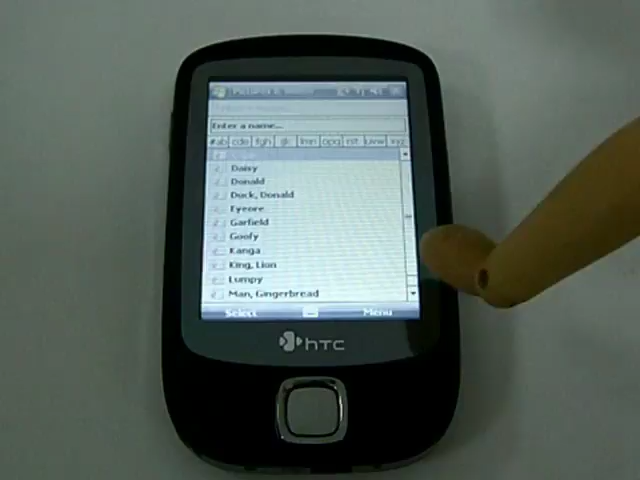 Enter a name...
#ab cde fgh ijk lmn opq rst uvw xyz
Daisy
Donald
Duck, Donald
Eyeore
Garfield
Goofy
Kanga
King, Lion
Lumpy
Man, Gingerbread
Select Menu
hTC